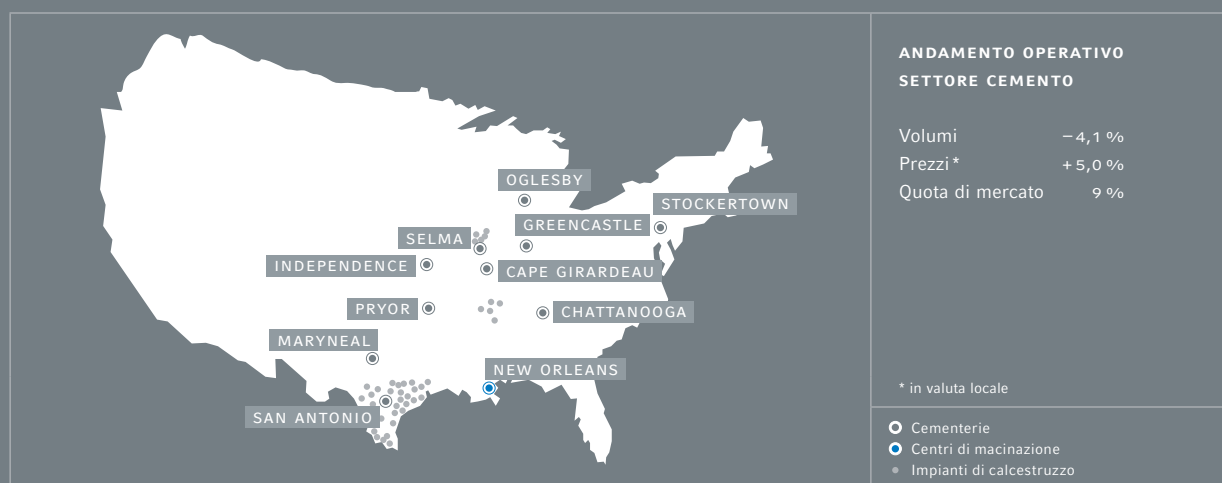 OGLESBY
STOCKERTOWN
GREENCASTLE
SELMA
INDEPENDENCE
CAPE GIRARDEAU
PRYOR
CHATTANOOGA
MARYNEAL
NEW ORLEANS
SAN ANTONIO
ANDAMENTO OPERATIVO
SETTORE CEMENTO
Volumi −4,1 %
Prezzi* +5,0 %
Quota di mercato 9 %
* in valuta locale
Cementerie
Centri di macinazione
Impianti di calcestruzzo